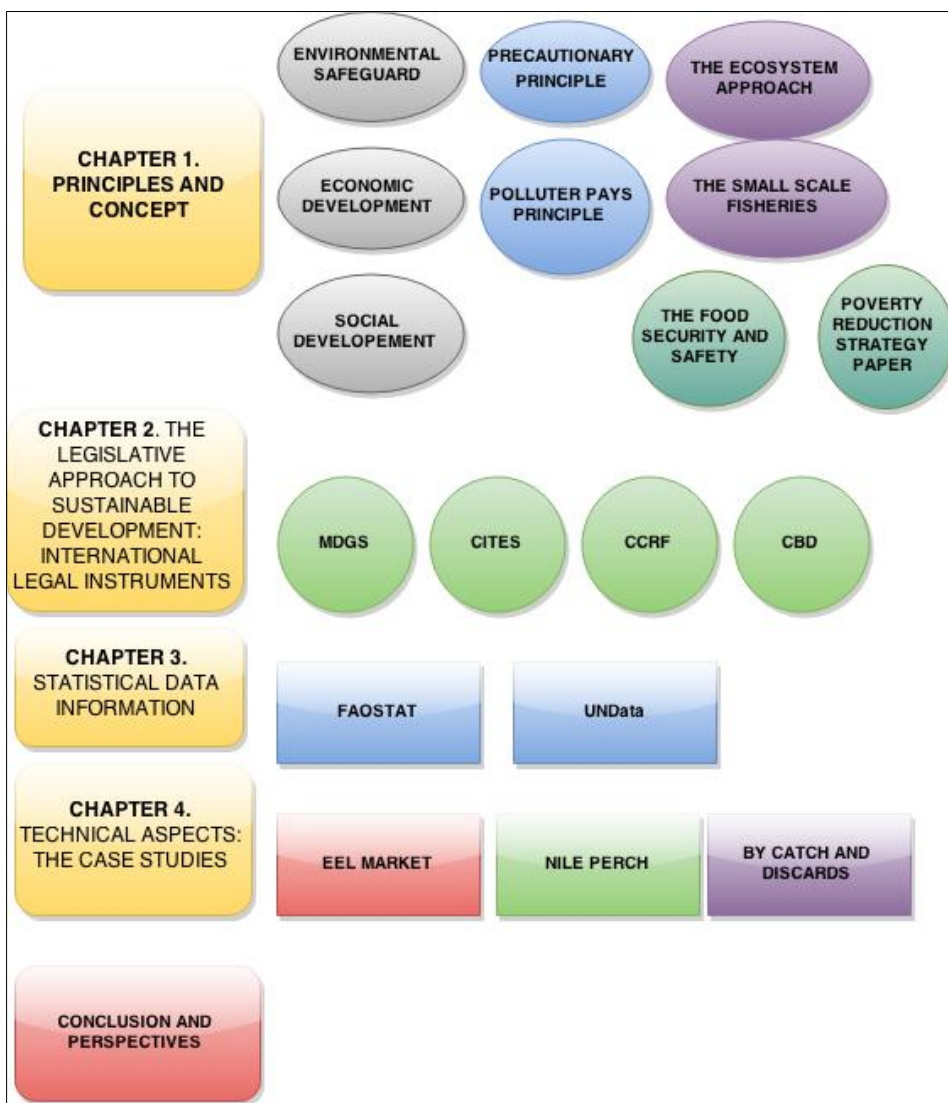 CHAPTER 1.
PRINCIPLES AND
CONCEPT
ENVIRONMENTAL
SAFEGUARD
PRECAUTIONARY
PRINCIPLE
THE ECOSYSTEM
APPROACH
ECONOMIC
DEVELOPMENT
POLLUTER PAYS
PRINCIPLE
THE SMALL SCALE
FISHERIES
SOCIAL
DEVELOPEMENT
THE FOOD
SECURITY AND
SAFETY
POVERTY
REDUCTION
STRATEGY
PAPER
CHAPTER 2. THE
LEGISLATIVE
APPROACH TO
SUSTAINABLE
DEVELOPMENT:
INTERNATIONAL
LEGAL INSTRUMENTS
MDGS
CITES
CCRF
CBD
CHAPTER 3.
STATISTICAL DATA
INFORMATION
FAOSTAT
UNData
CHAPTER 4.
TECHNICAL ASPECTS:
THE CASE STUDIES
EEL MARKET
NILE PERCH
BY CATCH AND
DISCARDS
CONCLUSION AND
PERSPECTIVES